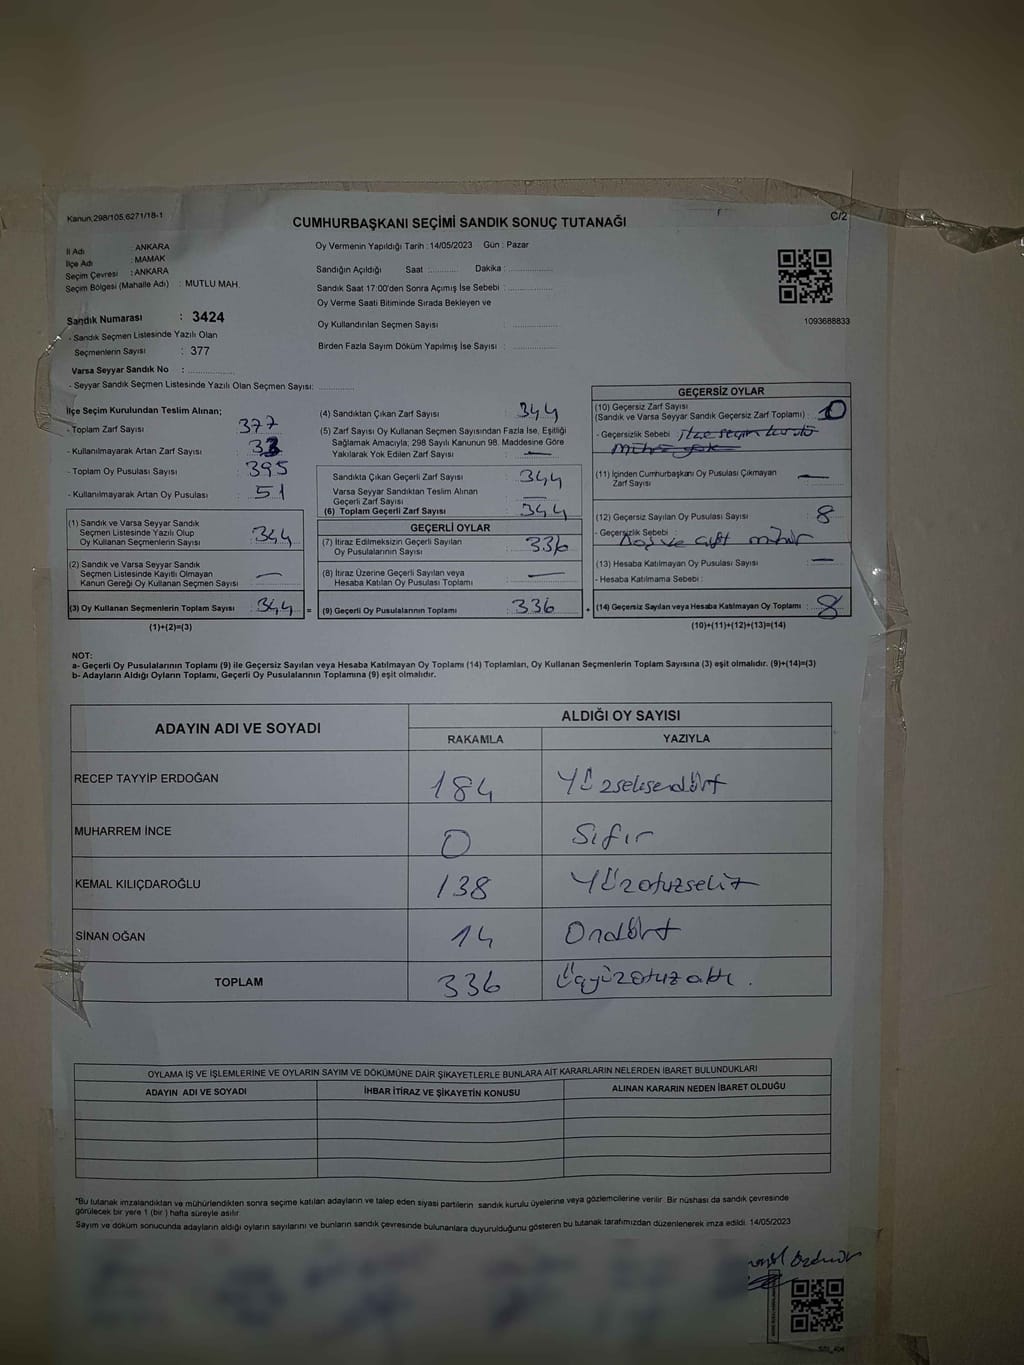 Kanun 298/105,6271/18-1
CUMHURBAŞKANI SEÇİMİ SANDIK SONUÇ TUTANAĞI
C/2
İl Adı : ANKARA
İlçe Adı : MAMAK
Seçim Çevresi : ANKARA
Seçim Bölgesi (Mahalle Adı) : MUTLU MAH.
Oy Vermenin Yapıldığı Tarih : 14/05/2023 Gün : Pazar
Sandığın Açıldığı Saat :............ Dakika :..................
Sandık Saat 17:00'den Sonra Açımış İse Sebebi : ..................
Oy Verme Saati Bitiminde Sırada Bekleyen ve
Oy Kullandırılan Seçmen Sayısı : ..................
Birden Fazla Sayım Döküm Yapılmış İse Sayısı : ..................
1093688833
Sandık Numarası : 3424
- Sandık Seçmen Listesinde Yazılı Olan
Seçmenlerin Sayısı : 377
Varsa Seyyar Sandık No : ..................
- Seyyar Sandık Seçmen Listesinde Yazılı Olan Seçmen Sayısı: ..............
İlçe Seçim Kurulundan Teslim Alınan;
- Toplam Zarf Sayısı : 377
- Kullanılmayarak Artan Zarf Sayısı : 33
- Toplam Oy Pusulası Sayısı : 395
- Kullanılmayarak Artan Oy Pusulası : 51
(1) Sandık ve Varsa Seyyar Sandık
Seçmen Listesinde Yazılı Olup
Oy Kullanan Seçmenlerin Sayısı : 344
(2) Sandık ve Varsa Seyyar Sandık
Seçmen Listesinde Kayıtlı Olmayan
Kanun Gereği Oy Kullanan Seçmen Sayısı : —
(3) Oy Kullanan Seçmenlerin Toplam Sayısı : 344 =
(1)+(2)=(3)
(4) Sandıktan Çıkan Zarf Sayısı : 344
(5) Zarf Sayısı Oy Kullanan Seçmen Sayısından Fazla İse, Eşitliği
Sağlamak Amacıyla, 298 Sayılı Kanunun 98. Maddesine Göre
Yakılarak Yok Edilen Zarf Sayısı : —
Sandıkta Çıkan Geçerli Zarf Sayısı : 344
Varsa Seyyar Sandıktan Teslim Alınan
Geçerli Zarf Sayısı : —
(6) Toplam Geçerli Zarf Sayısı : 344
GEÇERLİ OYLAR
(7) İtiraz Edilmeksizin Geçerli Sayılan
Oy Pusulalarının Sayısı : 336
(8) İtiraz Üzerine Geçerli Sayılan veya
Hesaba Katılan Oy Pusulası Toplamı : —
(9) Geçerli Oy Pusulalarının Toplamı : 336 +
GEÇERSİZ OYLAR
(10) Geçersiz Zarf Sayısı
(Sandık ve Varsa Seyyar Sandık Geçersiz Zarf Toplamı) : 0
- Geçersizlik Sebebi : ilçe seçim kurulu
mührü yok
(11) İçinden Cumhurbaşkanı Oy Pusulası Çıkmayan
Zarf Sayısı : —
(12) Geçersiz Sayılan Oy Pusulası Sayısı : 8
- Geçersizlik Sebebi : Boş ve çift mühür
(13) Hesaba Katılmayan Oy Pusulası Sayısı : —
- Hesaba Katılmama Sebebi :
(14) Geçersiz Sayılan veya Hesaba Katılmayan Oy Toplamı : 8
(10)+(11)+(12)+(13)=(14)
NOT:
a- Geçerli Oy Pusulalarının Toplamı (9) ile Geçersiz Sayılan veya Hesaba Katılmayan Oy Toplamı (14) Toplamları, Oy Kullanan Seçmenlerin Toplam Sayısına (3) eşit olmalıdır. (9)+(14)=(3)
b- Adayların Aldığı Oyların Toplamı, Geçerli Oy Pusulalarının Toplamına (9) eşit olmalıdır.
ADAYIN ADI VE SOYADI
ALDIĞI OY SAYISI
RAKAMLA YAZIYLA
RECEP TAYYİP ERDOĞAN 184 Yüzseksendört
MUHARREM İNCE 0 Sıfır
KEMAL KILIÇDAROĞLU 138 Yüzotuzsekiz
SİNAN OĞAN 14 Ondört
TOPLAM 336 Üçyüzotuzaltı.
OYLAMA İŞ VE İŞLEMLERİNE VE OYLARIN SAYIM VE DÖKÜMÜNE DAİR ŞİKAYETLERLE BUNLARA AİT KARARLARIN NELERDEN İBARET BULUNDUKLARI
ADAYIN ADI VE SOYADI İHBAR İTİRAZ VE ŞİKAYETİN KONUSU ALINAN KARARIN NEDEN İBARET OLDUĞU
*Bu tutanak imzalandıktan ve mühürlendikten sonra seçime katılan adayların ve talep eden siyasi partilerin sandık kurulu üyelerine veya gözlemcilerine verilir. Bir nüshası da sandık çevresinde
görülecek bir yere 1 (bir) hafta süreyle asılır.
Sayım ve döküm sonucunda adayların aldığı oyların sayılarını ve bunların sandık çevresinde bulunanlara duyurulduğunu gösteren bu tutanak tarafımızdan düzenlenerek imza edildi. 14/05/2023